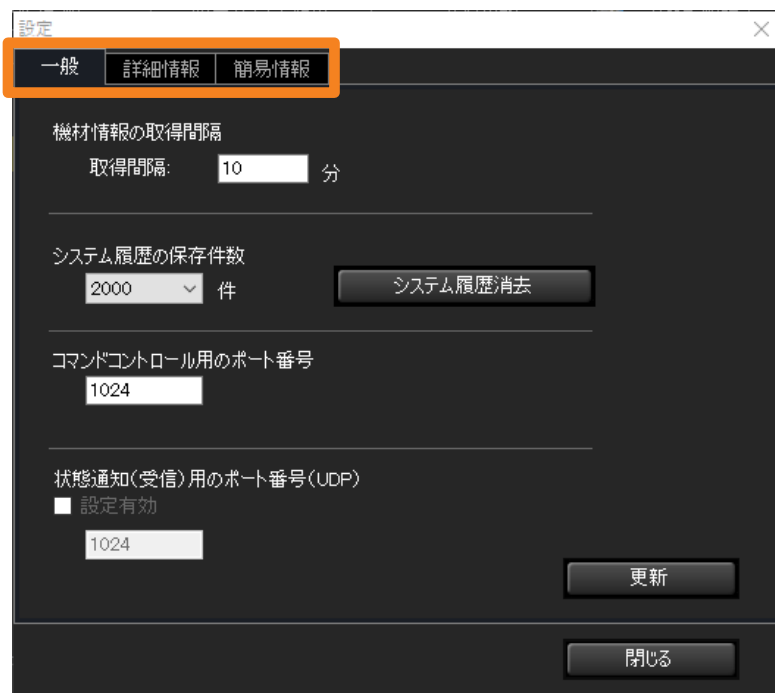 設定
一般 詳細情報 簡易情報
機材情報の取得間隔
取得間隔: 10 分
システム履歴の保存件数
2000 件 システム履歴消去
コマンドコントロール用のポート番号
1024
状態通知(受信)用のポート番号(UDP)
設定有効
1024
更新
閉じる